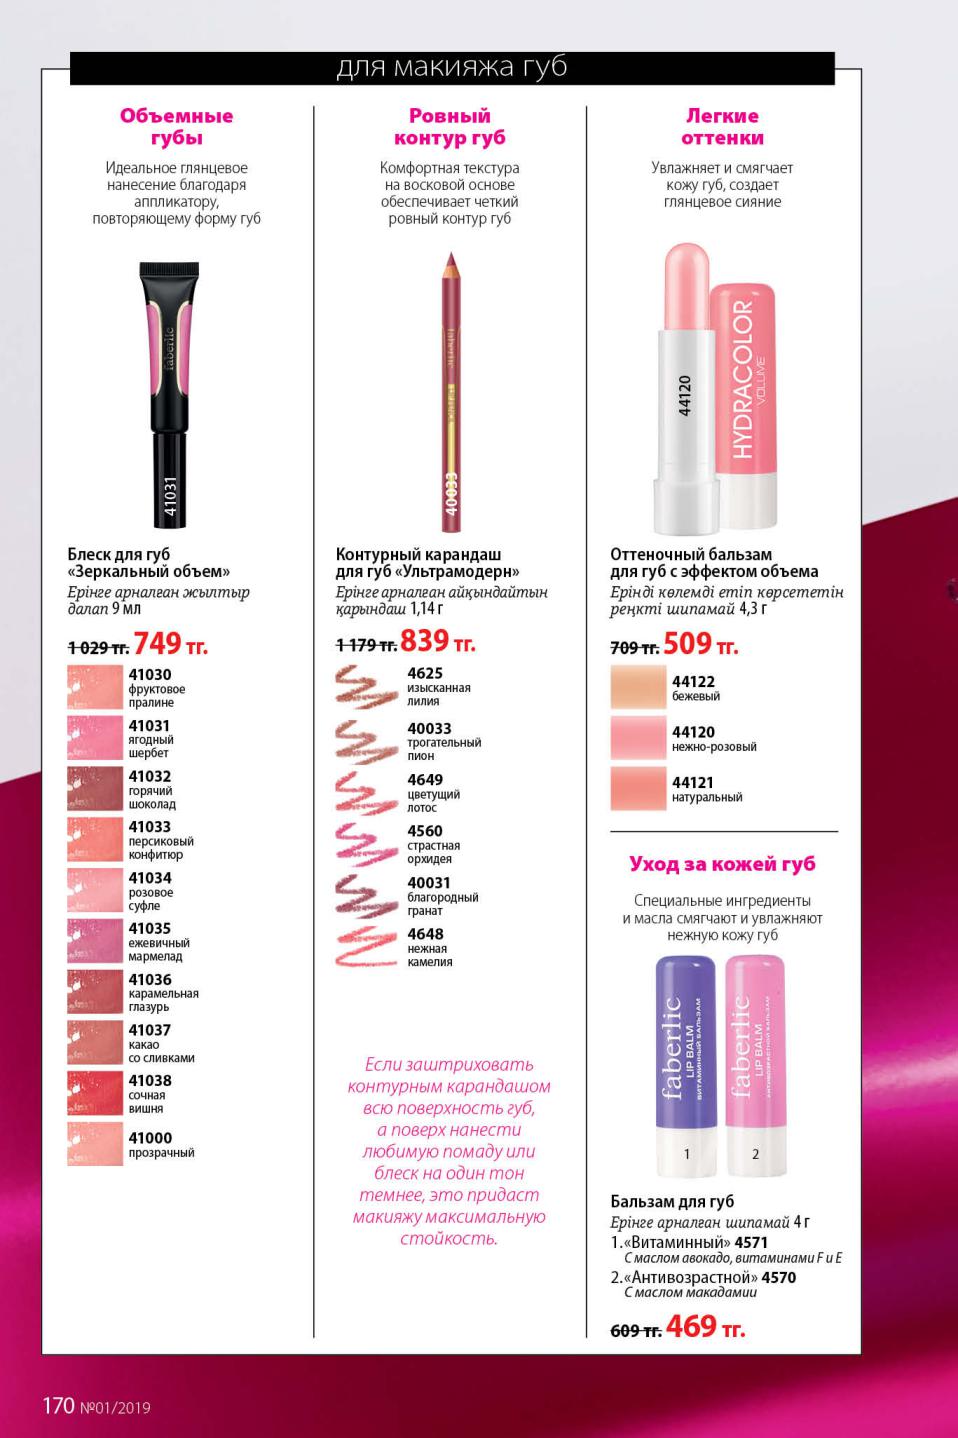 для макияжа губ
Объемные
губы
Идеальное глянцевое
нанесение благодаря
аппликатору,
повторяющему форму губ
faberlic
41031
Блеск для губ
«Зеркальный объем»
Ерінге арналған жылтыр
далап 9 мл
1 029 тг. 749 тг.
41030
фруктовое
пралине
41031
ягодный
шербет
41032
горячий
шоколад
41033
персиковый
конфитюр
41034
розовое
суфле
41035
ежевичный
мармелад
41036
карамельная
глазурь
41037
какао
со сливками
41038
сочная
вишня
41000
прозрачный
Ровный
контур губ
Комфортная текстура
на восковой основе
обеспечивает четкий
ровный контур губ
faberlic
40033
Контурный карандаш
для губ «Ультрамодерн»
Ерінге арналған айқындайтын
қарындаш 1,14 г
1 179 тг. 839 тг.
4625
изысканная
лилия
40033
трогательный
пион
4649
цветущий
лотос
4560
страстная
орхидея
40031
благородный
гранат
4648
нежная
камелия
Если заштриховать
контурным карандашом
всю поверхность губ,
а поверх нанести
любимую помаду или
блеск на один тон
темнее, это придаст
макияжу максимальную
стойкость.
Легкие
оттенки
Увлажняет и смягчает
кожу губ, создает
глянцевое сияние
44120
HYDRACOLOR
VOLUME
Оттеночный бальзам
для губ с эффектом объема
Ерінді көлемді етіп көрсететін
реңкті шипамай 4,3 г
709 тг. 509 тг.
44122
бежевый
44120
нежно-розовый
44121
натуральный
Уход за кожей губ
Специальные ингредиенты
и масла смягчают и увлажняют
нежную кожу губ
faberlic
LIP BALM
ВИТАМИННЫЙ БАЛЬЗАМ
1
faberlic
LIP BALM
АНТИВОЗРАСТНОЙ БАЛЬЗАМ
2
Бальзам для губ
Ерінге арналған шипамай 4 г
1.«Витаминный» 4571
С маслом авокадо, витаминами F и E
2.«Антивозрастной» 4570
С маслом макадамии
609 тг. 469 тг.
170 №01/2019